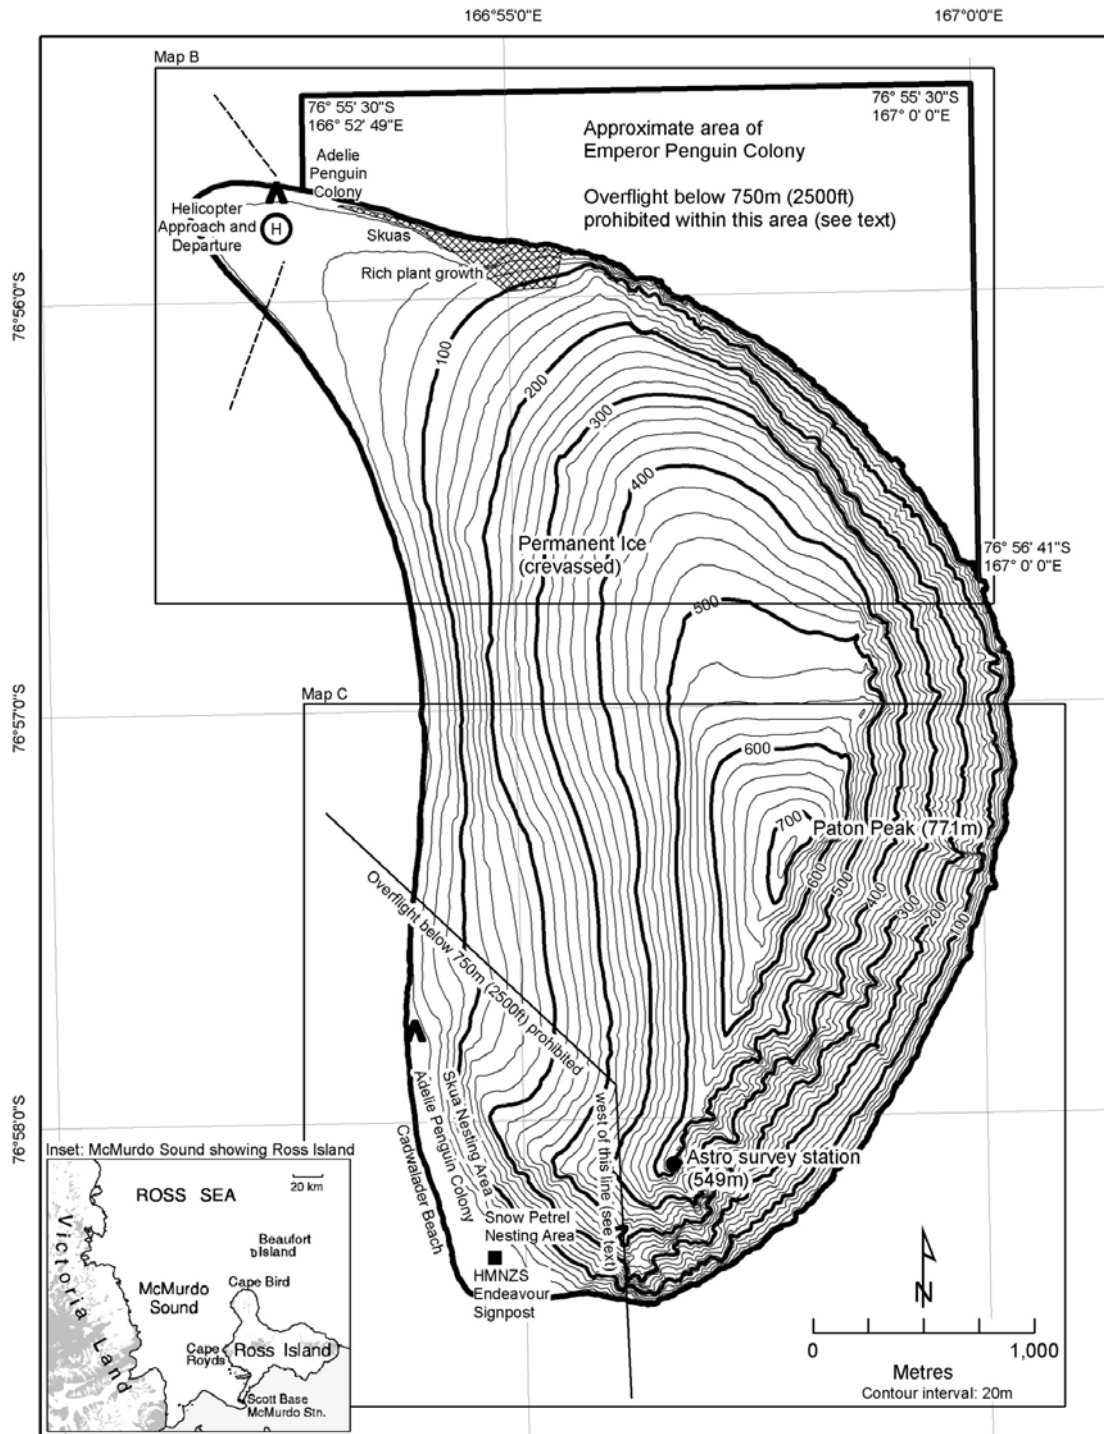 166°55'0"E
167°0'0"E
Map B
76° 55' 30"S
166° 52' 49"E
76° 55' 30"S
167° 0' 0"E
Approximate area of
Emperor Penguin Colony
Overflight below 750m (2500ft)
prohibited within this area (see text)
Adelie
Penguin
Colony
Helicopter
Approach and
Departure
H
Skuas
Rich plant growth
76°56'0"S
100
200
300
400
Permanent Ice
(crevassed)
76° 56' 41"S
167° 0' 0"E
500
Map C
76°57'0"S
600
700
Paton Peak (771m)
600
500
400
300
200
100
Overflight below 750m (2500ft) prohibited
west of this line (see text)
Skua Nesting Area
Adelie Penguin Colony
Cadwalader Beach
76°58'0"S
Astro survey station
(549m)
Snow Petrel
Nesting Area
HMNZS
Endeavour
Signpost
N
0
1,000
Metres
Contour interval: 20m
Inset: McMurdo Sound showing Ross Island
20 km
ROSS SEA
Beaufort
Island
Victoria Land
McMurdo
Sound
Cape Bird
Cape
Royds
Ross Island
Scott Base
McMurdo Stn.